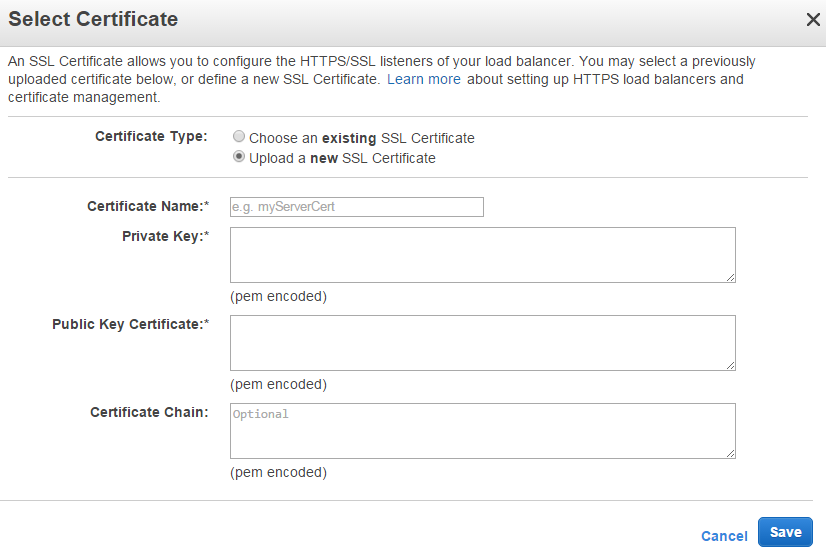 Select Certificate
An SSL Certificate allows you to configure the HTTPS/SSL listeners of your load balancer. You may select a previously
uploaded certificate below, or define a new SSL Certificate. Learn more about setting up HTTPS load balancers and
certificate management.
Certificate Type:
Choose an existing SSL Certificate
Upload a new SSL Certificate
Certificate Name:*
e.g. myServerCert
Private Key:*
(pem encoded)
Public Key Certificate:*
(pem encoded)
Certificate Chain:
Optional
(pem encoded)
Cancel
Save